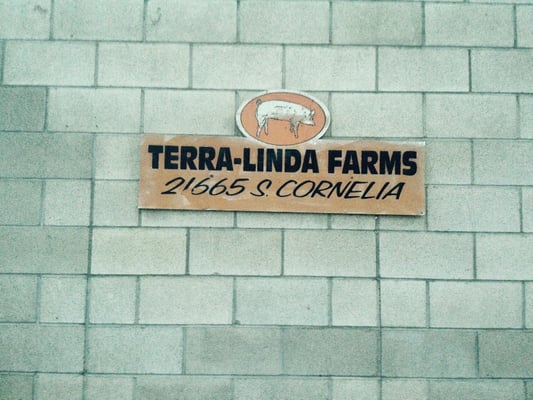 TERRA-LINDA FARMS
21665 S. CORNELIA